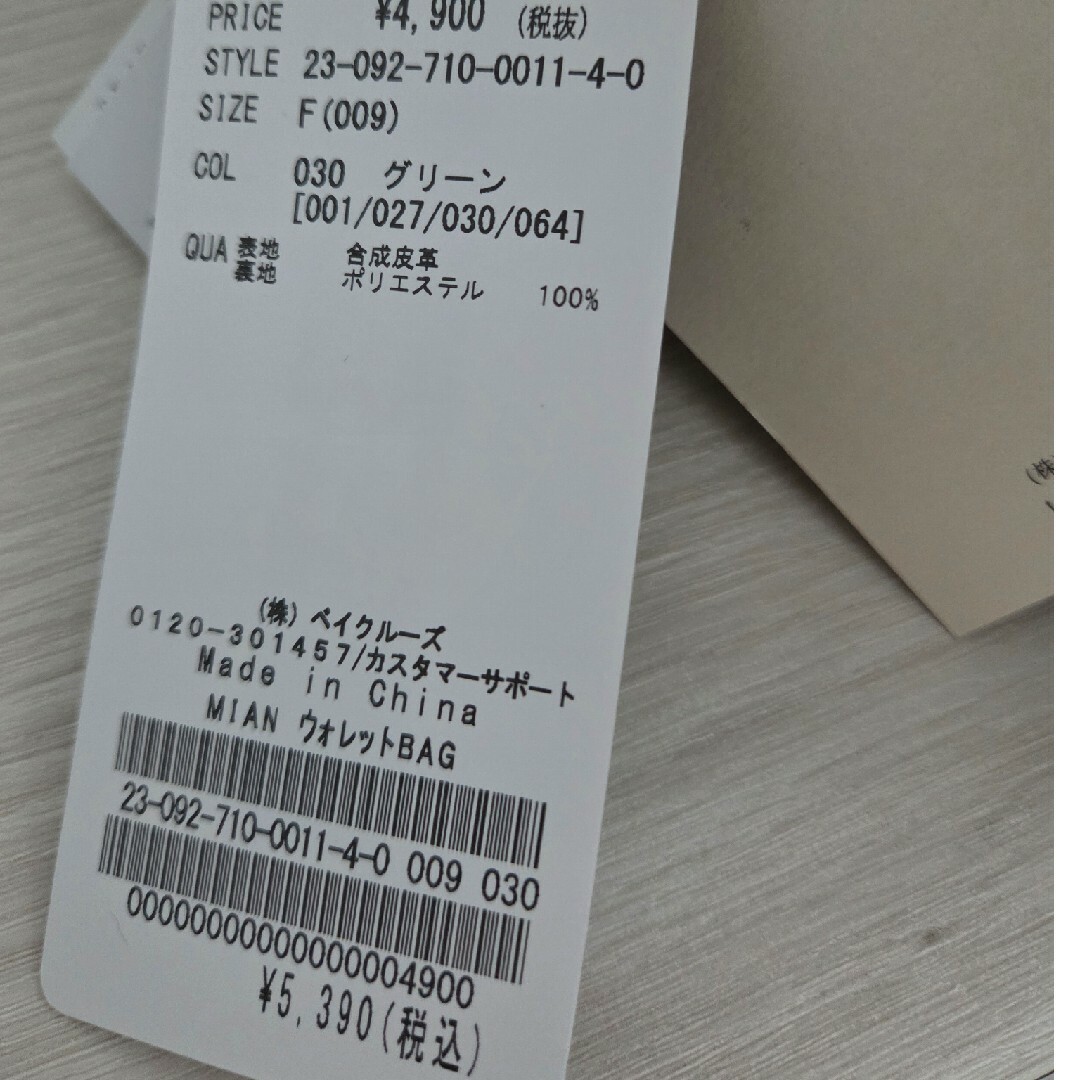 PRICE ¥4,900 (税抜)
STYLE 23-092-710-0011-4-0
SIZE F(009)
COL 030 グリーン
[001/027/030/064]
QUA 表地 合成皮革
裏地 ポリエステル 100%
(株) ベイクルーズ
0120-301457/カスタマーサポート
Made in China
MIAN ウォレットBAG
23-092-710-0011-4-0 009 030
0000000000000004900
¥5,390(税込)
(株